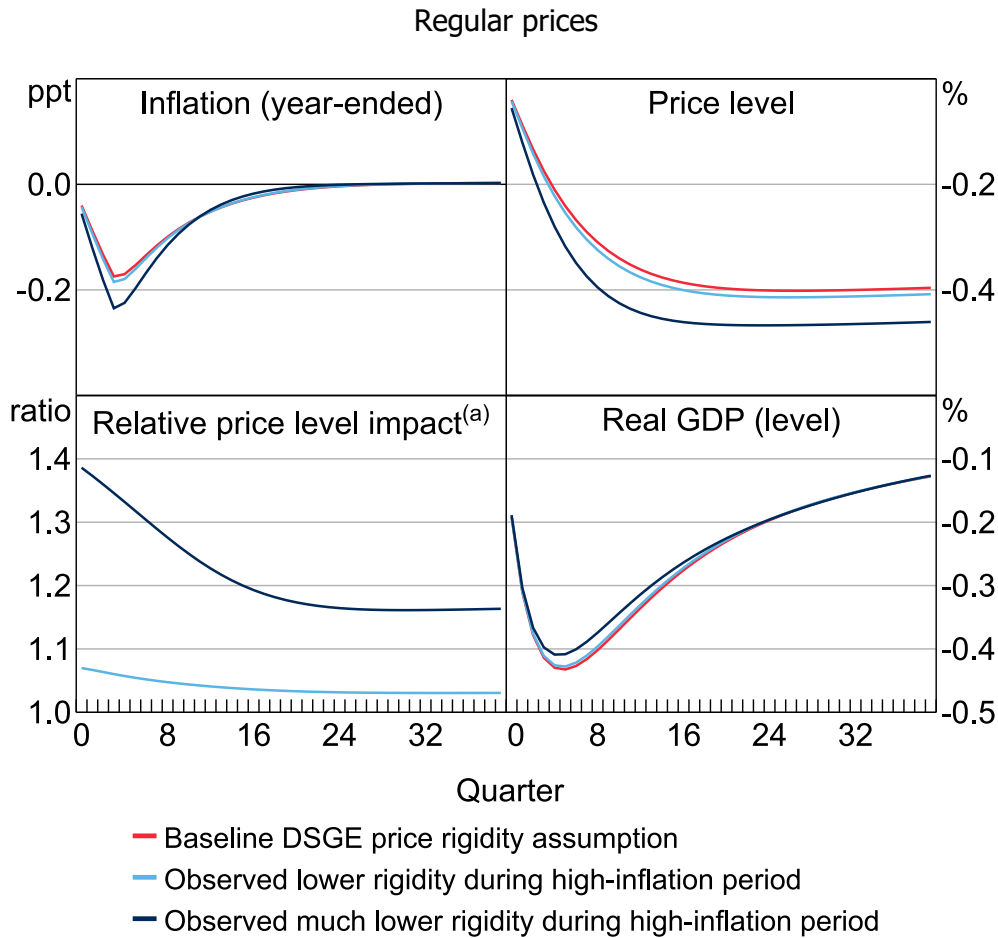 Regular prices
ppt
Inflation (year-ended)
Price level
%
0.0
-0.2
-0.2
-0.4
ratio
Relative price level impact(a)
Real GDP (level)
%
1.4
-0.1
1.3
-0.2
1.2
-0.3
1.1
-0.4
1.0
-0.5
0 8 16 24 32 0 8 16 24 32
Quarter
Baseline DSGE price rigidity assumption
Observed lower rigidity during high-inflation period
Observed much lower rigidity during high-inflation period